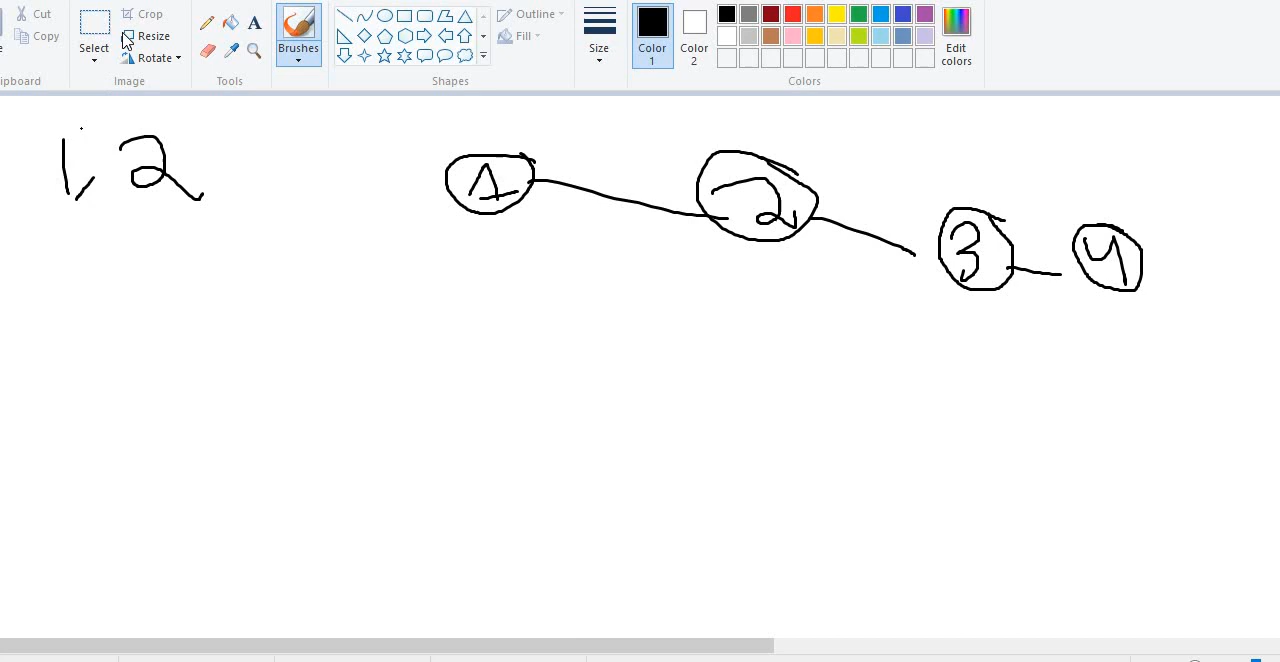 Cut
Copy
ipboard
Select
Crop
Resize
Rotate
Image
Tools
Brushes
Shapes
Outline
Fill
Size
Color 1
Color 2
Colors
Edit colors
1, 2
1
2
3
4